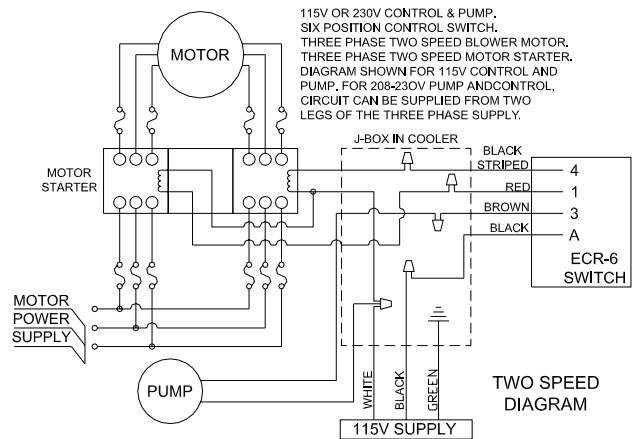 115V OR 230V CONTROL & PUMP.
SIX POSITION CONTROL SWITCH.
THREE PHASE TWO SPEED BLOWER MOTOR.
THREE PHASE TWO SPEED MOTOR STARTER.
DIAGRAM SHOWN FOR 115V CONTROL AND
PUMP. FOR 208-23OV PUMP ANDCONTROL,
CIRCUIT CAN BE SUPPLIED FROM TWO
LEGS OF THE THREE PHASE SUPPLY.
MOTOR
J-BOX IN COOLER
MOTOR
STARTER
BLACK
STRIPED
RED
BROWN
BLACK
4
1
3
A
ECR-6
SWITCH
MOTOR
POWER
SUPPLY
PUMP
WHITE
BLACK
GREEN
115V SUPPLY
TWO SPEED
DIAGRAM